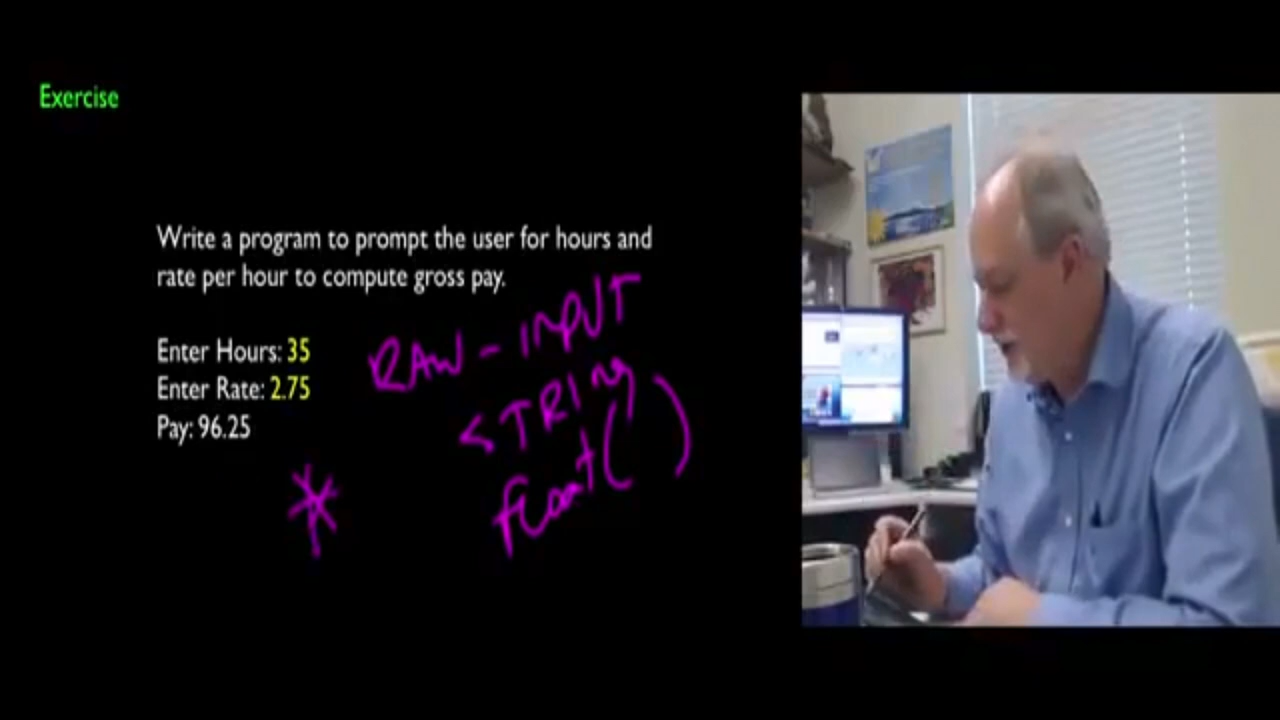 Exercise
Write a program to prompt the user for hours and
rate per hour to compute gross pay.
Enter Hours: 35
Enter Rate: 2.75
Pay: 96.25
RAW - INPUT
STRIng
float( )
*